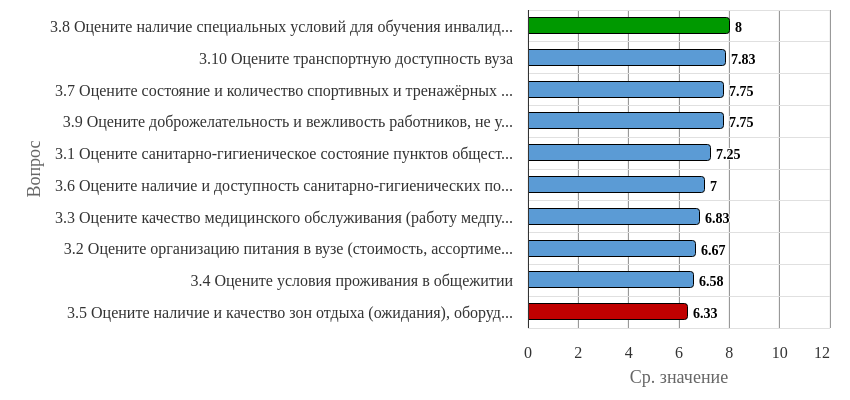 3.8 Оцените наличие специальных условий для обучения инвалид... 8
3.10 Оцените транспортную доступность вуза 7.83
3.7 Оцените состояние и количество спортивных и тренажёрных ... 7.75
3.9 Оцените доброжелательность и вежливость работников, не у... 7.75
3.1 Оцените санитарно-гигиеническое состояние пунктов общест... 7.25
3.6 Оцените наличие и доступность санитарно-гигиенических по... 7
3.3 Оцените качество медицинского обслуживания (работу медпу... 6.83
3.2 Оцените организацию питания в вузе (стоимость, ассортиме... 6.67
3.4 Оцените условия проживания в общежитии 6.58
3.5 Оцените наличие и качество зон отдыха (ожидания), оборуд... 6.33
Вопрос
0 2 4 6 8 10 12
Ср. значение